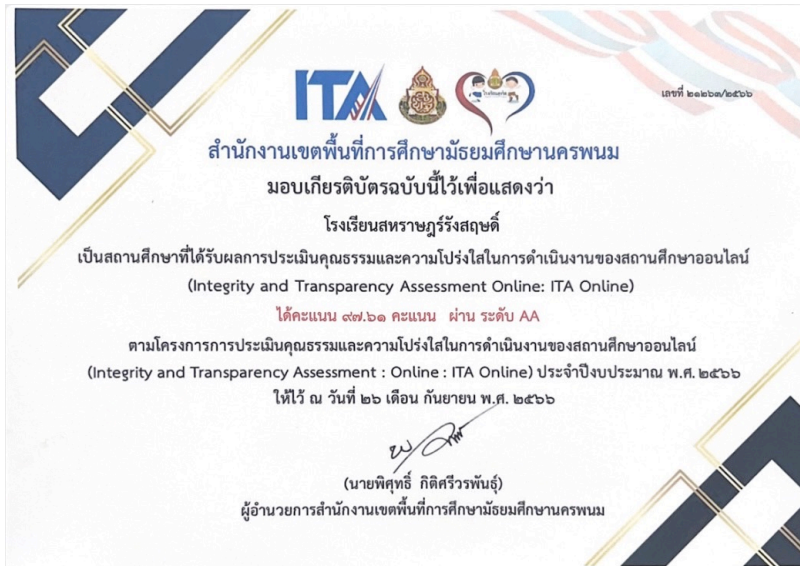 ITA
เลขที่ ๒๑๒๖๓/๒๕๖๖
สำนักงานเขตพื้นที่การศึกษามัธยมศึกษานครพนม
มอบเกียรติบัตรฉบับนี้ไว้เพื่อแสดงว่า
โรงเรียนสหราษฎร์รังสฤษดิ์
เป็นสถานศึกษาที่ได้รับผลการประเมินคุณธรรมและความโปร่งใสในการดำเนินงานของสถานศึกษาออนไลน์
(Integrity and Transparency Assessment Online: ITA Online)
ได้คะแนน ๙๗.๖๑ คะแนน ผ่าน ระดับ AA
ตามโครงการการประเมินคุณธรรมและความโปร่งใสในการดำเนินงานของสถานศึกษาออนไลน์
(Integrity and Transparency Assessment : Online : ITA Online) ประจำปีงบประมาณ พ.ศ. ๒๕๖๖
ให้ไว้ ณ วันที่ ๒๖ เดือน กันยายน พ.ศ. ๒๕๖๖
(นายพิศุทธิ์ กิติศรีวรพันธุ์)
ผู้อำนวยการสำนักงานเขตพื้นที่การศึกษามัธยมศึกษานครพนม